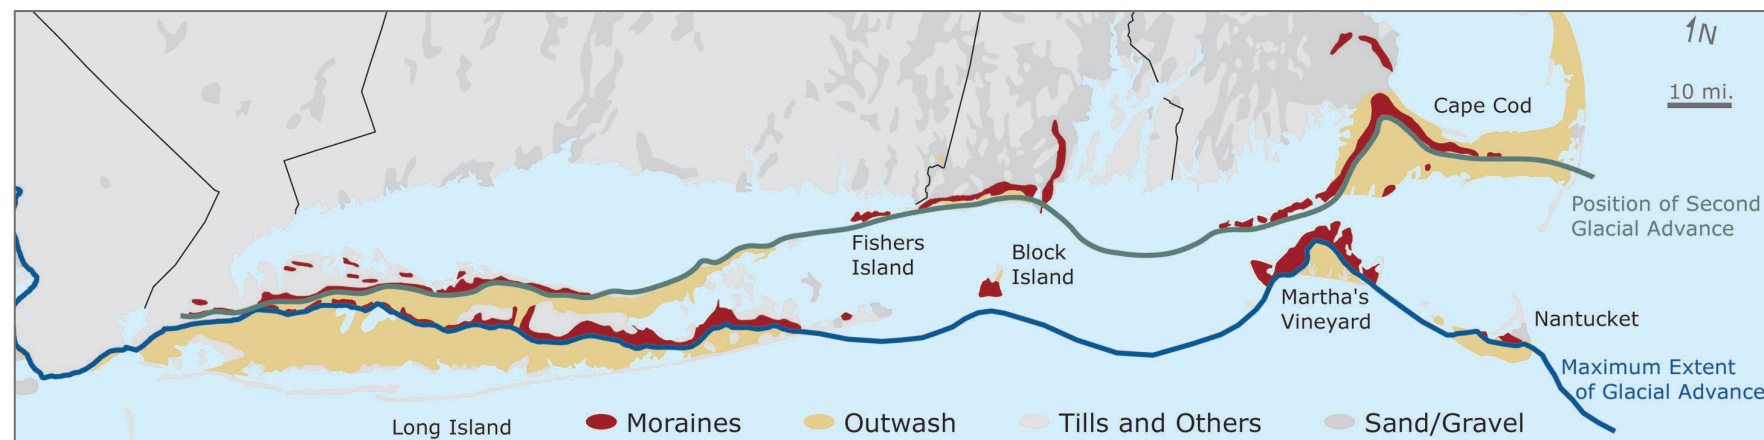 N
10 mi.
Cape Cod
Position of Second
Glacial Advance
Fishers
Island
Block
Island
Martha's
Vineyard
Nantucket
Maximum Extent
of Glacial Advance
Long Island
Moraines
Outwash
Tills and Others
Sand/Gravel